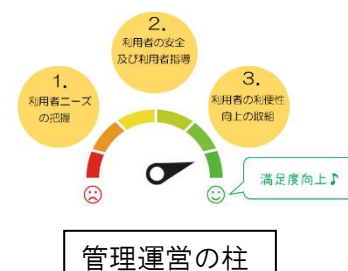 1.
利用者ニーズ
の把握
2.
利用者の安全
及び利用者指導
3.
利用者の利便性
向上の取組
満足度向上♪
管理運営の柱